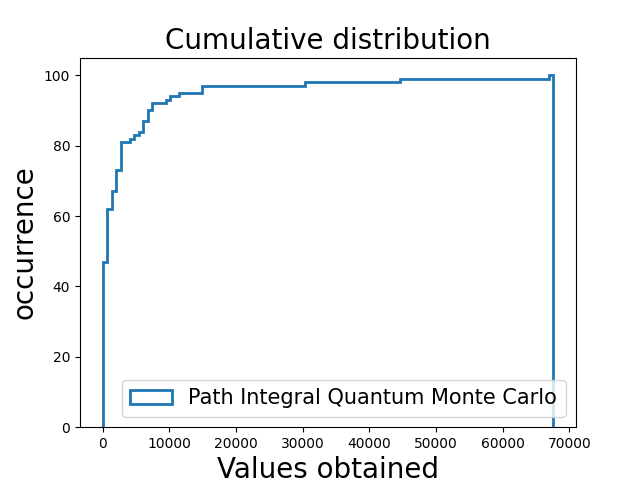 Cumulative distribution
occurrence
100
80
60
40
20
0
Path Integral Quantum Monte Carlo
0 10000 20000 30000 40000 50000 60000 70000
Values obtained